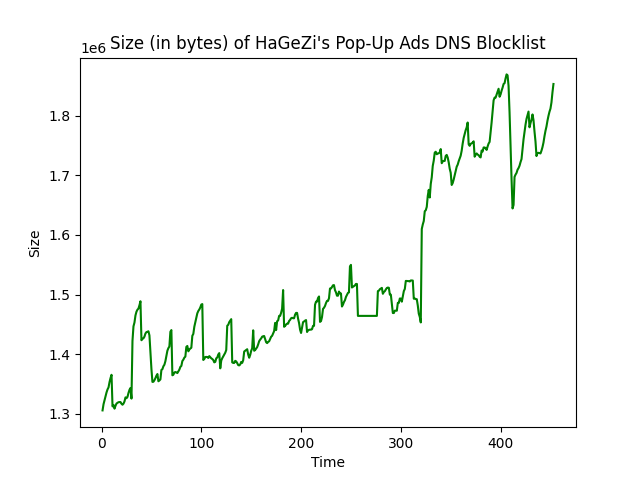 Size (in bytes) of HaGeZi's Pop-Up Ads DNS Blocklist
1e6
1.8
1.7
1.6
1.5
1.4
1.3
Size
0 100 200 300 400
Time